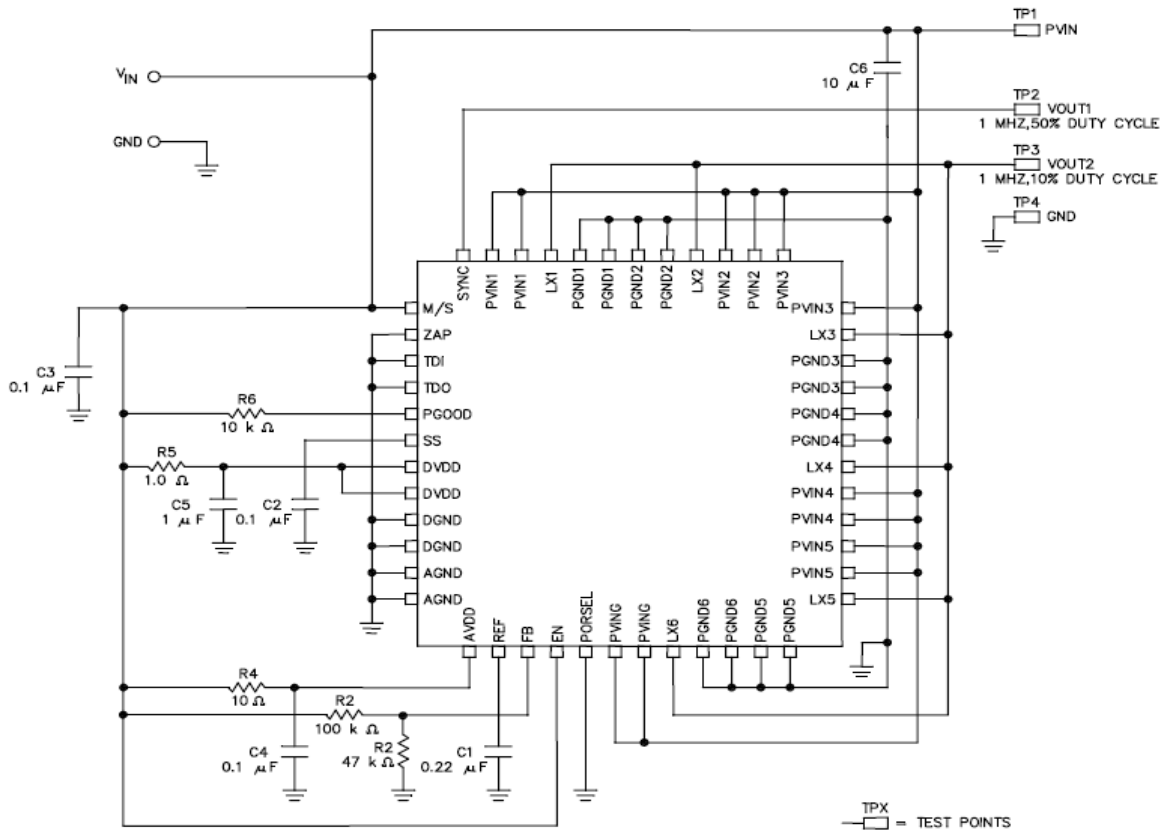 TP1
PVIN
VIN
C6
10 μF
TP2
VOUT1
1 MHZ,50% DUTY CYCLE
GND
TP3
VOUT2
1 MHZ,10% DUTY CYCLE
TP4
GND
SYNC
PVIN1
PVIN1
LX1
PGND1
PGND1
PGND2
PGND2
LX2
PVIN2
PVIN2
PVIN3
M/S
ZAP
TDI
TDO
PGOOD
SS
DVDD
DVDD
DGND
DGND
AGND
AGND
PVIN3
LX3
PGND3
PGND3
PGND4
PGND4
LX4
PVIN4
PVIN4
PVIN5
PVIN5
LX5
C3
0.1 μF
R6
10 k Ω
R5
1.0 Ω
C5
1 μF
C2
0.1 μF
AVDD
REF
FB
EN
PORSEL
PVING
PVING
LX6
PGND6
PGND6
PGND5
PGND5
R4
10 Ω
R2
100 k Ω
C4
0.1 μF
R2
47 k Ω
C1
0.22 μF
TPX
= TEST POINTS